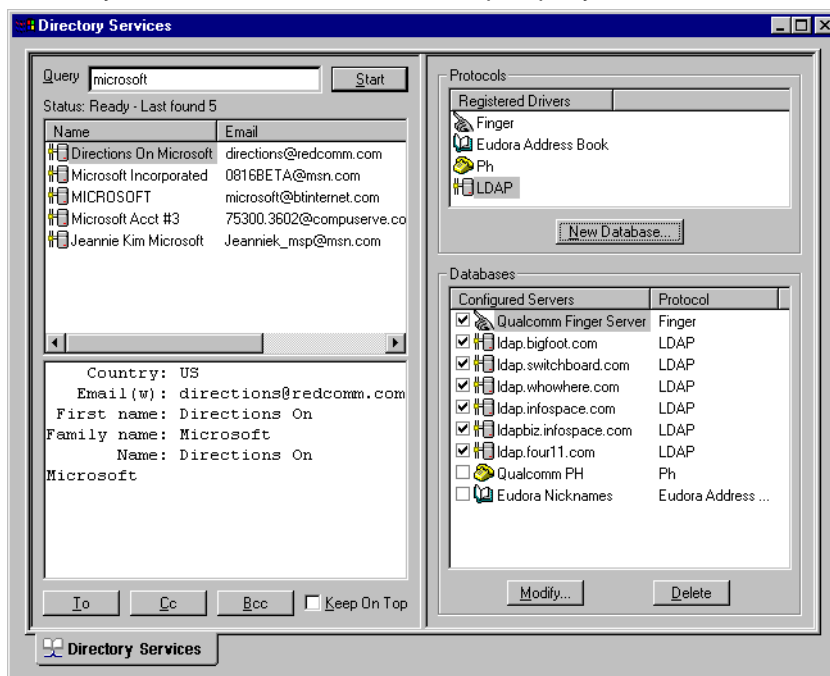 Directory Services
Query microsoft Start
Status: Ready - Last found 5
Name Email
Directions On Microsoft directions@redcomm.com
Microsoft Incorporated 0816BETA@msn.com
MICROSOFT microsoft@btinternet.com
Microsoft Acct #3 75300.3602@compuserve.co
Jeannie Kim Microsoft Jeanniek_msp@msn.com
Country: US
Email(w): directions@redcomm.com
First name: Directions On
Family name: Microsoft
Name: Directions On
Microsoft
To Cc Bcc Keep On Top
Protocols
Registered Drivers
Finger
Eudora Address Book
Ph
LDAP
New Database...
Databases
Configured Servers Protocol
Qualcomm Finger Server Finger
ldap.bigfoot.com LDAP
ldap.switchboard.com LDAP
ldap.whowhere.com LDAP
ldap.infospace.com LDAP
ldapbiz.infospace.com LDAP
ldap.four11.com LDAP
Qualcomm PH Ph
Eudora Nicknames Eudora Address ...
Modify... Delete
Directory Services